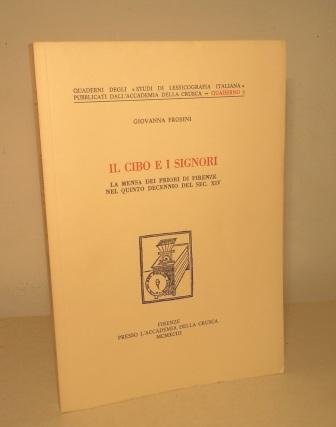 QUADERNI DEGLI «STUDI DI LESSICOGRAFIA ITALIANA»
PUBBLICATI DALL'ACCADEMIA DELLA CRUSCA - QUADERNO 8
GIOVANNA FROSINI
IL CIBO E I SIGNORI
LA MENSA DEI PRIORI DI FIRENZE
NEL QUINTO DECENNIO DEL SEC. XIV
FIRENZE
PRESSO L'ACCADEMIA DELLA CRUSCA
MCMXCIII